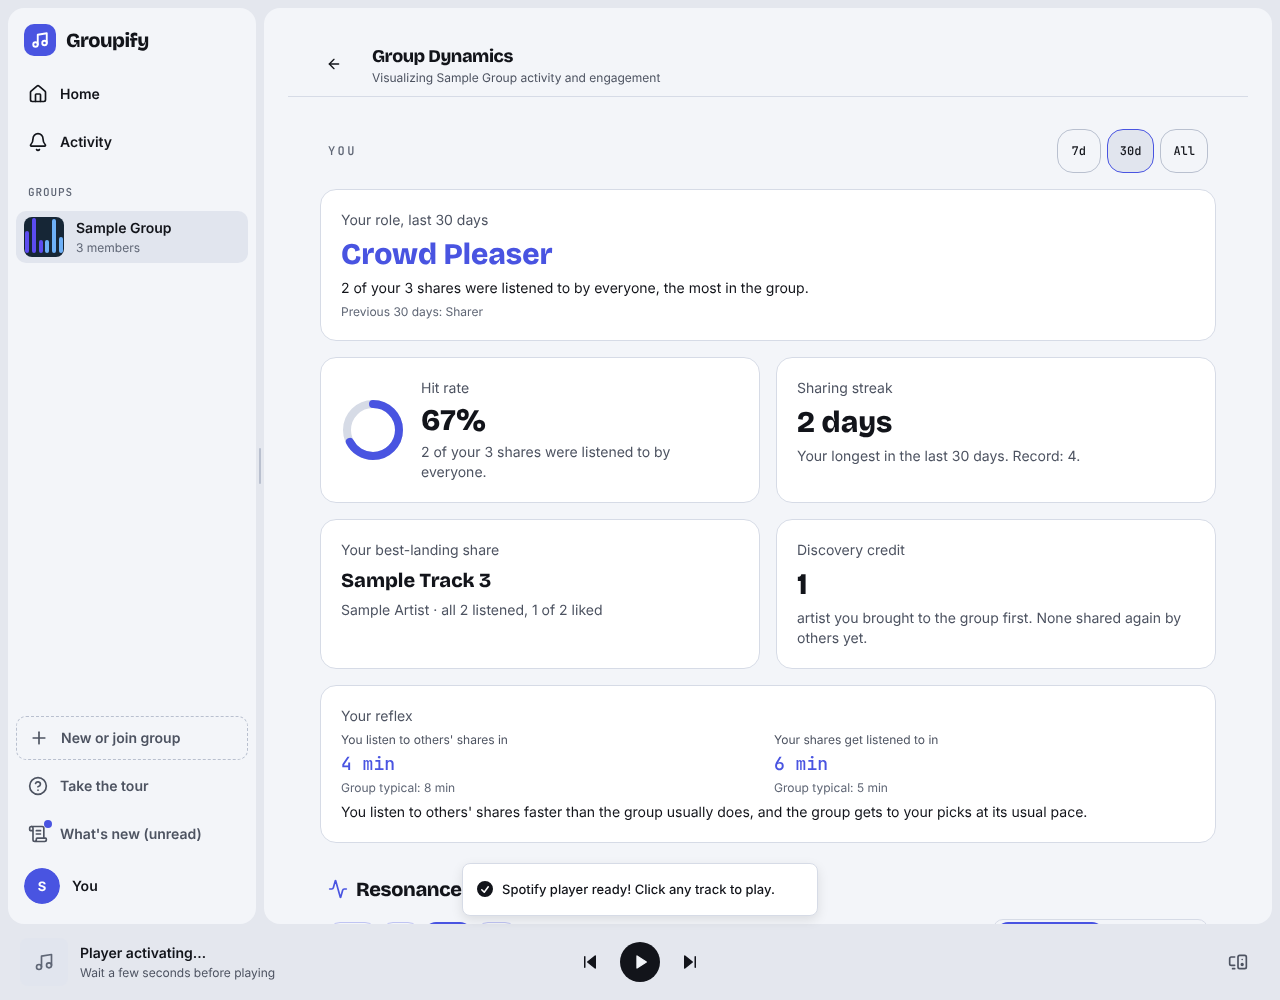 Groupify
Home
Activity
GROUPS
Sample Group
3 members
New or join group
Take the tour
What's new (unread)
S
You
Group Dynamics
Visualizing Sample Group activity and engagement
YOU
7d
30d
All
Your role, last 30 days
Crowd Pleaser
2 of your 3 shares were listened to by everyone, the most in the group.
Previous 30 days: Sharer
Hit rate
67%
2 of your 3 shares were listened to by
everyone.
Sharing streak
2 days
Your longest in the last 30 days. Record: 4.
Your best-landing share
Sample Track 3
Sample Artist · all 2 listened, 1 of 2 liked
Discovery credit
1
artist you brought to the group first. None shared again by
others yet.
Your reflex
You listen to others' shares in
4 min
Group typical: 8 min
Your shares get listened to in
6 min
Group typical: 5 min
You listen to others' shares faster than the group usually does, and the group gets to your picks at its usual pace.
Resonance
Spotify player ready! Click any track to play.
Player activating...
Wait a few seconds before playing